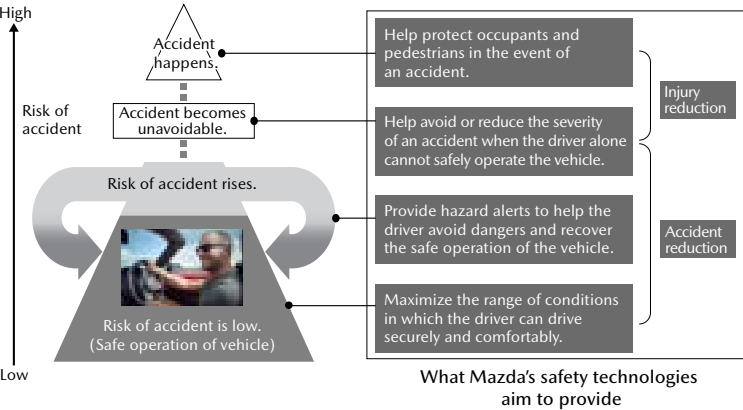 High
Accident
happens.
Accident becomes
unavoidable.
Risk of
accident
Risk of accident rises.
Risk of accident is low.
(Safe operation of vehicle)
Low
Help protect occupants and
pedestrians in the event of
an accident.
Help avoid or reduce the severity
of an accident when the driver alone
cannot safely operate the vehicle.
Provide hazard alerts to help the
driver avoid dangers and recover
the safe operation of the vehicle.
Maximize the range of conditions
in which the driver can drive
securely and comfortably.
Injury
reduction
Accident
reduction
What Mazda's safety technologies
aim to provide